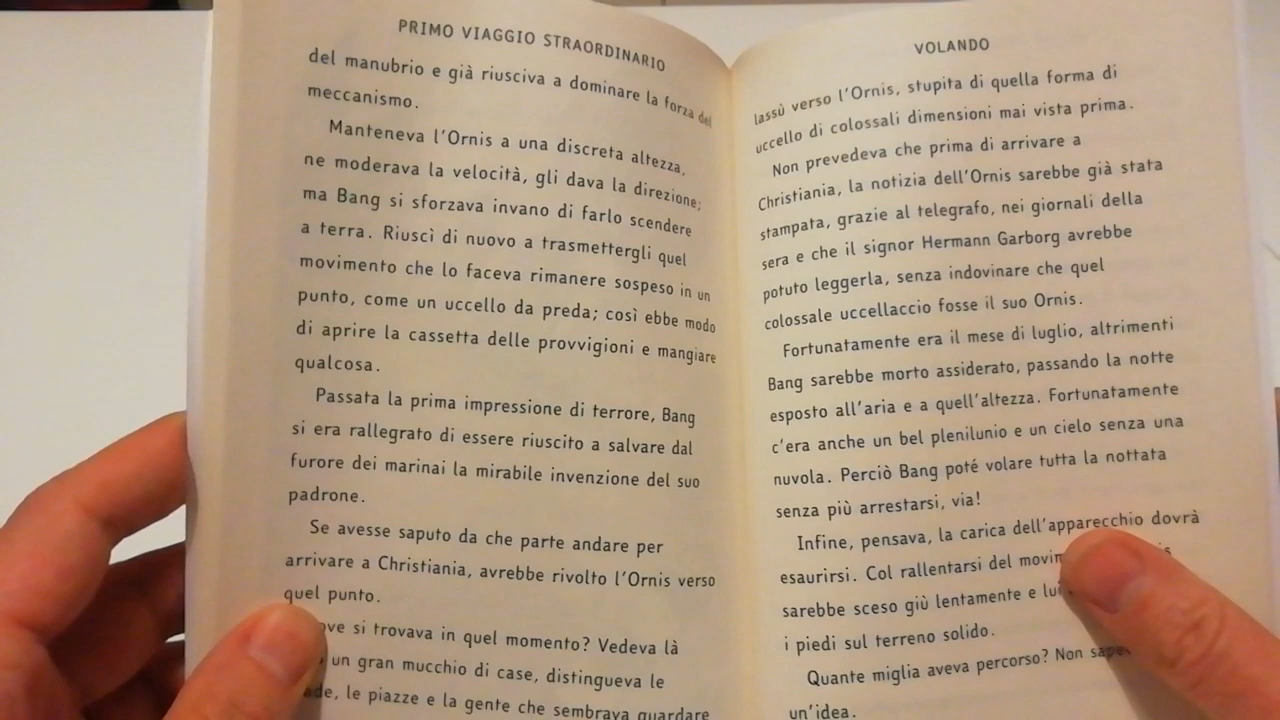 PRIMO VIAGGIO STRAORDINARIO
del manubrio e già riusciva a dominare la forza del
meccanismo.
Manteneva l'Ornis a una discreta altezza,
ne moderava la velocità, gli dava la direzione;
ma Bang si sforzava invano di farlo scendere
a terra. Riuscì di nuovo a trasmettergli quel
movimento che lo faceva rimanere sospeso in un
punto, come un uccello da preda; così ebbe modo
di aprire la cassetta delle provvigioni e mangiare
qualcosa.
Passata la prima impressione di terrore, Bang
si era rallegrato di essere riuscito a salvare dal
furore dei marinai la mirabile invenzione del suo
padrone.
Se avesse saputo da che parte andare per
arrivare a Christiania, avrebbe rivolto l'Ornis verso
quel punto.
si trovava in quel momento? Vedeva là
un gran mucchio di case, distingueva le
le piazze e la gente che sembrava guardare
VOLANDO
lassù verso l'Ornis, stupita di quella forma di
uccello di colossali dimensioni mai vista prima.
Non prevedeva che prima di arrivare a
Christiania, la notizia dell'Ornis sarebbe già stata
stampata, grazie al telegrafo, nei giornali della
sera e che il signor Hermann Garborg avrebbe
potuto leggerla, senza indovinare che quel
colossale uccellaccio fosse il suo Ornis.
Fortunatamente era il mese di luglio, altrimenti
Bang sarebbe morto assiderato, passando la notte
esposto all'aria e a quell'altezza. Fortunatamente
c'era anche un bel plenilunio e un cielo senza una
nuvola. Perciò Bang poté volare tutta la nottata
senza più arrestarsi, via!
Infine, pensava, la carica dell'apparecchio dovrà
esaurirsi. Col rallentarsi del
sarebbe sceso giù lentamente e
i piedi sul terreno solido.
Quante miglia aveva percorso? Non
un'idea.